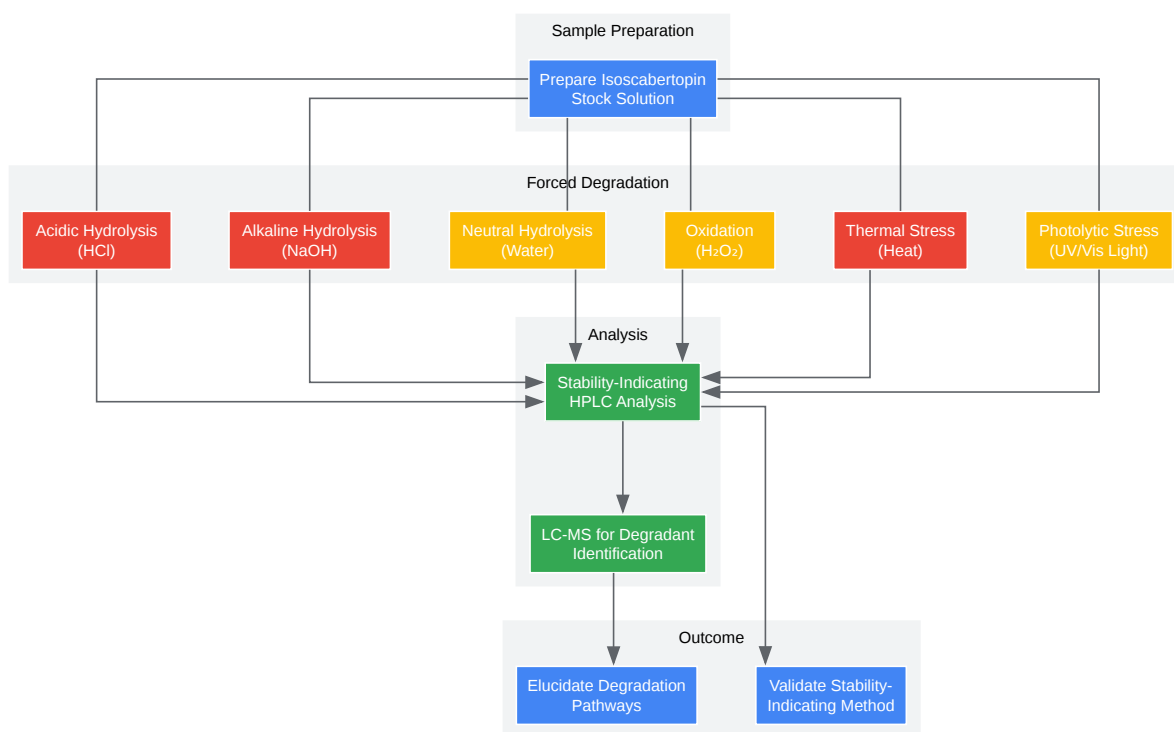 Sample Preparation
Prepare Isoscabertopin
Stock Solution
Forced Degradation
Acidic Hydrolysis
(HCl)
Alkaline Hydrolysis
(NaOH)
Neutral Hydrolysis
(Water)
Oxidation
(H₂O₂)
Thermal Stress
(Heat)
Photolytic Stress
(UV/Vis Light)
Analysis
Stability-Indicating
HPLC Analysis
LC-MS for Degradant
Identification
Outcome
Elucidate Degradation
Pathways
Validate Stability-
Indicating Method